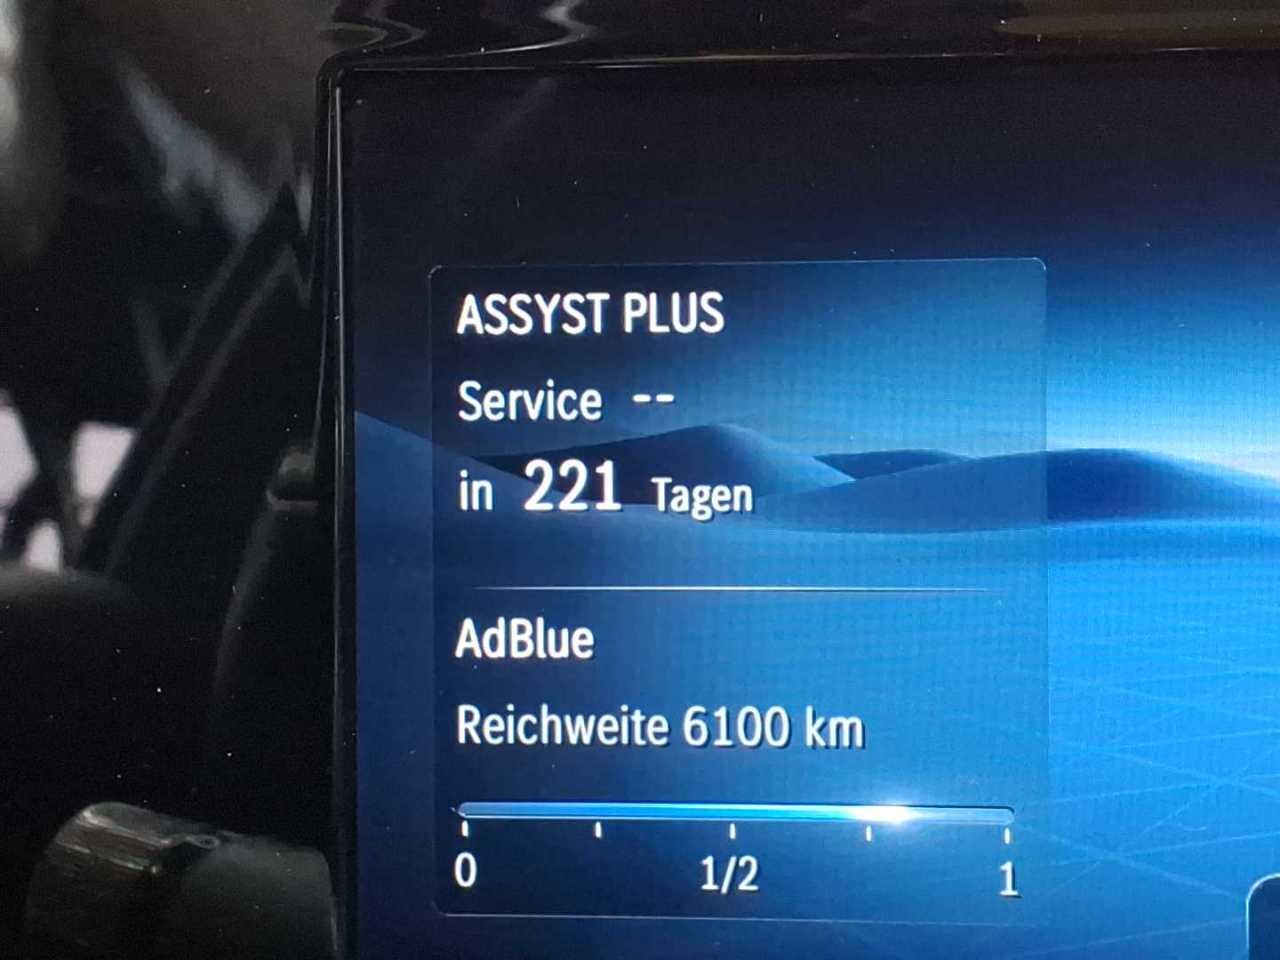 ASSYST PLUS
Service --
in 221 Tagen
AdBlue
Reichweite 6100 km
0 1/2 1